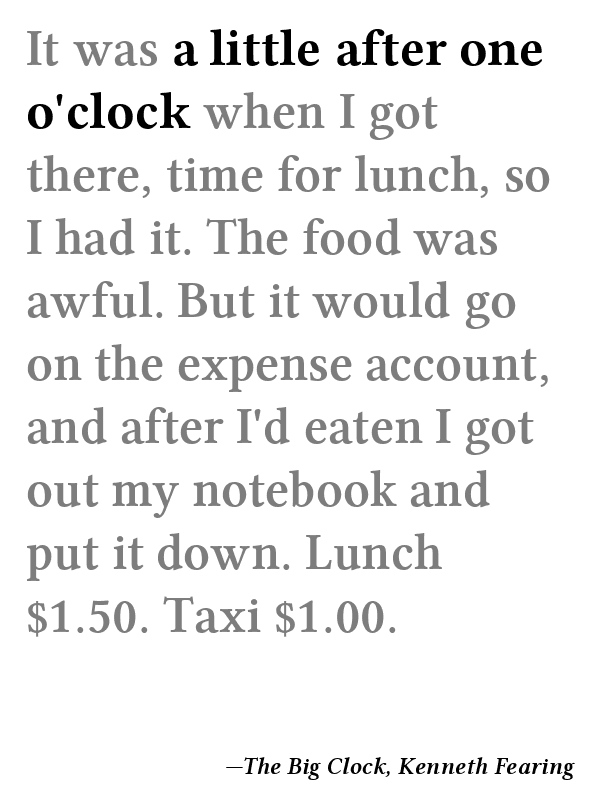 It was a little after one
o'clock when I got
there, time for lunch, so
I had it. The food was
awful. But it would go
on the expense account,
and after I'd eaten I got
out my notebook and
put it down. Lunch
$1.50. Taxi $1.00.
—The Big Clock, Kenneth Fearing